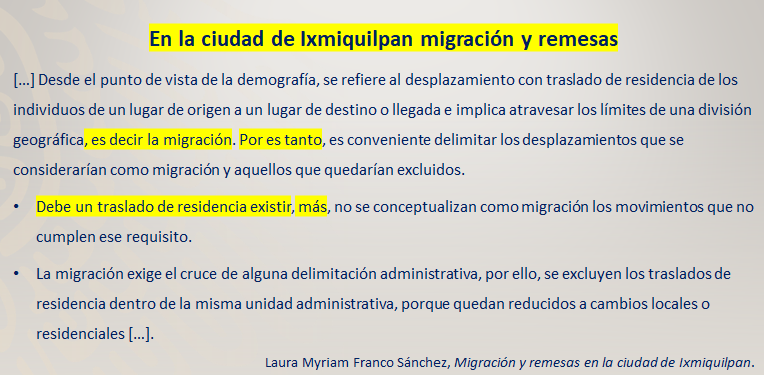 En la ciudad de Ixmiquilpan migración y remesas
[...] Desde el punto de vista de la demografía, se refiere al desplazamiento con traslado de residencia de los
individuos de un lugar de origen a un lugar de destino o llegada e implica atravesar los límites de una división
geográfica, es decir la migración. Por es tanto, es conveniente delimitar los desplazamientos que se
considerarían como migración y aquellos que quedarían excluidos.
• Debe un traslado de residencia existir, más, no se conceptualizan como migración los movimientos que no
cumplen ese requisito.
• La migración exige el cruce de alguna delimitación administrativa, por ello, se excluyen los traslados de
residencia dentro de la misma unidad administrativa, porque quedan reducidos a cambios locales o
residenciales [...].
Laura Myriam Franco Sánchez, Migración y remesas en la ciudad de Ixmiquilpan.